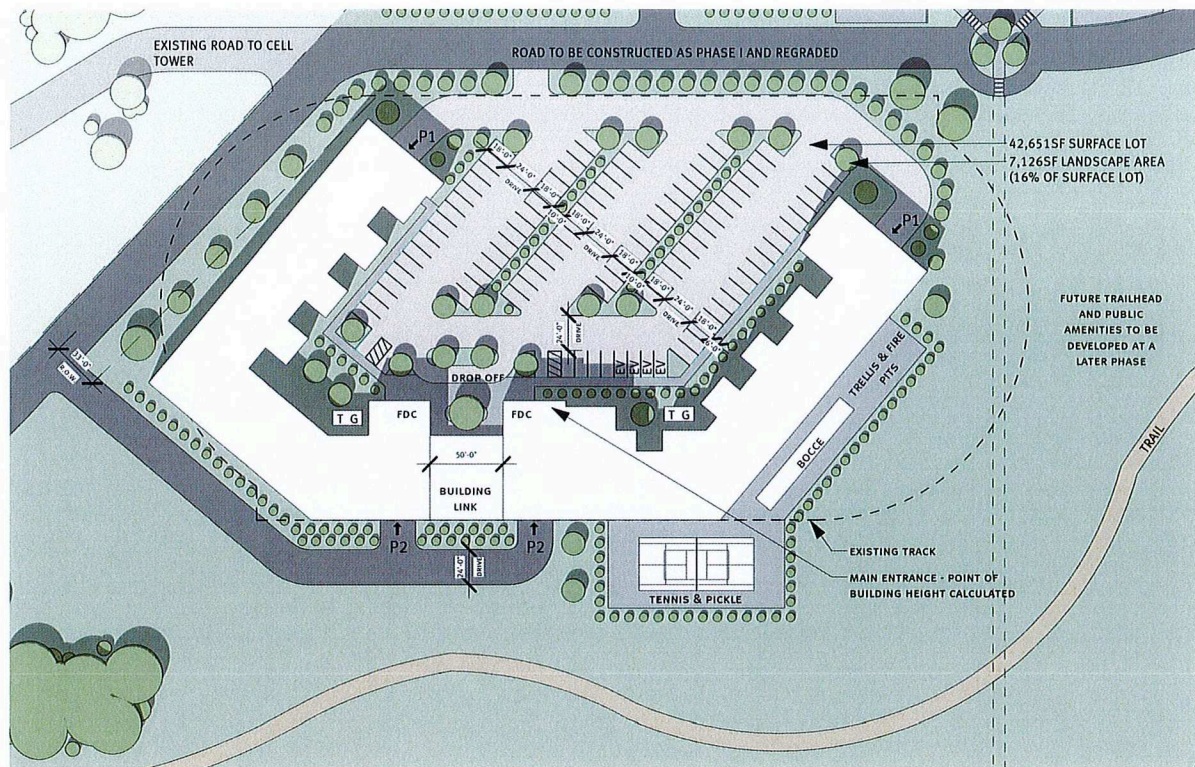 EXISTING ROAD TO CELL
TOWER
ROAD TO BE CONSTRUCTED AS PHASE I AND REGRADED
P1
42,651SF SURFACE LOT
7,126SF LANDSCAPE AREA
(16% OF SURFACE LOT)
P1
18'-0"
24'-0"
DRIVE
18'-0"
10'-0"
18'-0"
24'-0"
DRIVE
18'-0"
10'-0"
18'-0"
24'-0"
DRIVE
18'-0"
24'-0"
DRIVE
FUTURE TRAILHEAD
AND PUBLIC
AMENITIES TO BE
DEVELOPED AT A
LATER PHASE
33'-0"
R.O.W
DROP OFF
EV
EV
EV
EV
TRELLIS & FIRE
PITS
T G
FDC
FDC
T G
TRAIL
BOCCE
50'-0"
BUILDING
LINK
P2
P2
24'-0"
DRIVE
EXISTING TRACK
MAIN ENTRANCE - POINT OF
BUILDING HEIGHT CALCULATED
TENNIS & PICKLE